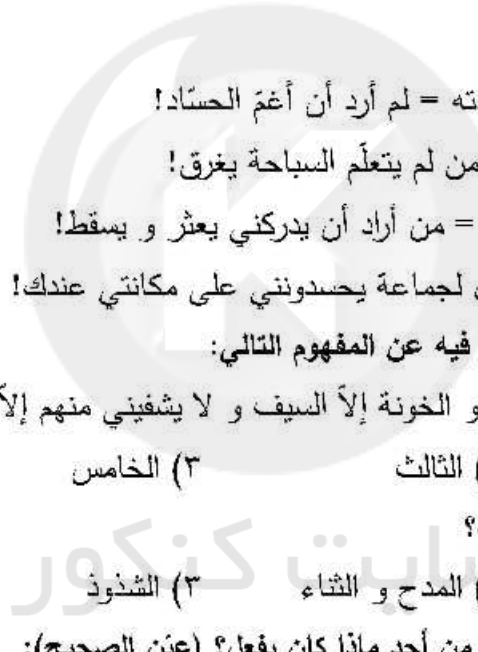 ته = لم أرد أن أغمّ الحسّاد!
من لم يتعلّم السباحة يغرق!
= من أراد أن يدركني يعثر و يسقط!
لجماعة يحسدونني على مكانتي عندك!
فيه عن المفهوم التالي:
و الخونة إلاّ السيف و لا يشفيني منهم إلاّ
) الثالث ٣) الخامس
؟
) المدح و الثناء ٣) الشذوذ
من أحد ماذا كان يفعل؟ (عيّن الصحيح):
سایت کنکور